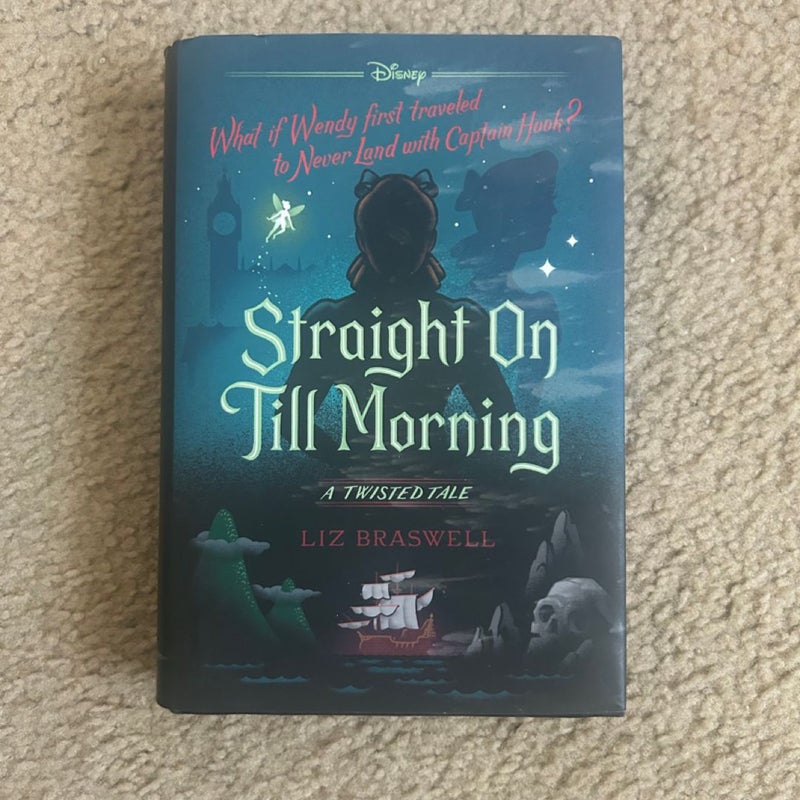 Disney
What if Wendy first traveled
to Never Land with Captain Hook?
Straight On
Till Morning
A TWISTED TALE
LIZ BRASWELL